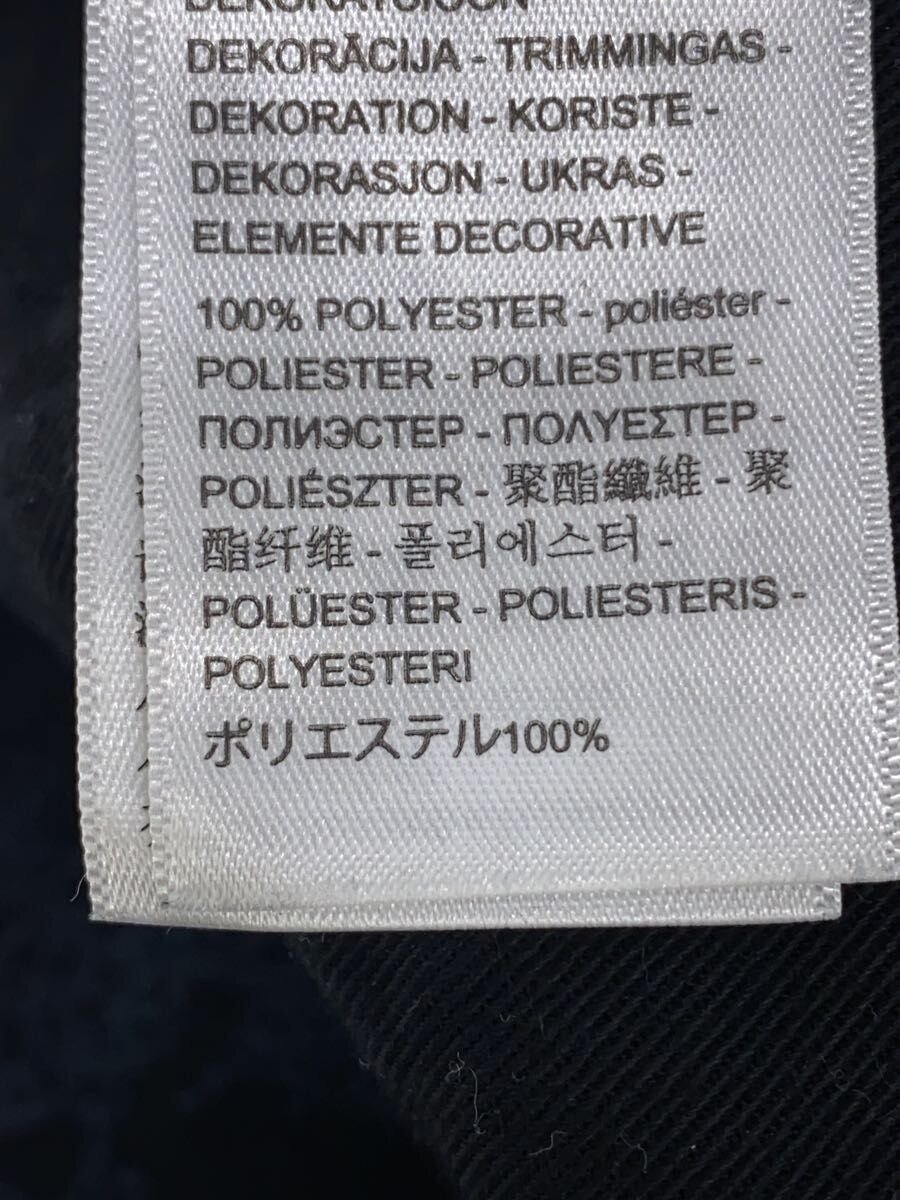 DEKORATSIOON
DEKORĀCIJA - TRIMMINGAS -
DEKORATION - KORISTE -
DEKORASJON - UKRAS -
ELEMENTE DECORATIVE
100% POLYESTER - poliéster -
POLIESTER - POLIESTERE -
ПОЛИЭСТЕР - ΠΟΛΥΕΣΤΕΡ -
POLIÉSZTER - 聚酯纖維 - 聚
酯纤维 - 폴리에스터 -
POLÜESTER - POLIESTERIS -
POLYESTERI
ポリエステル100%